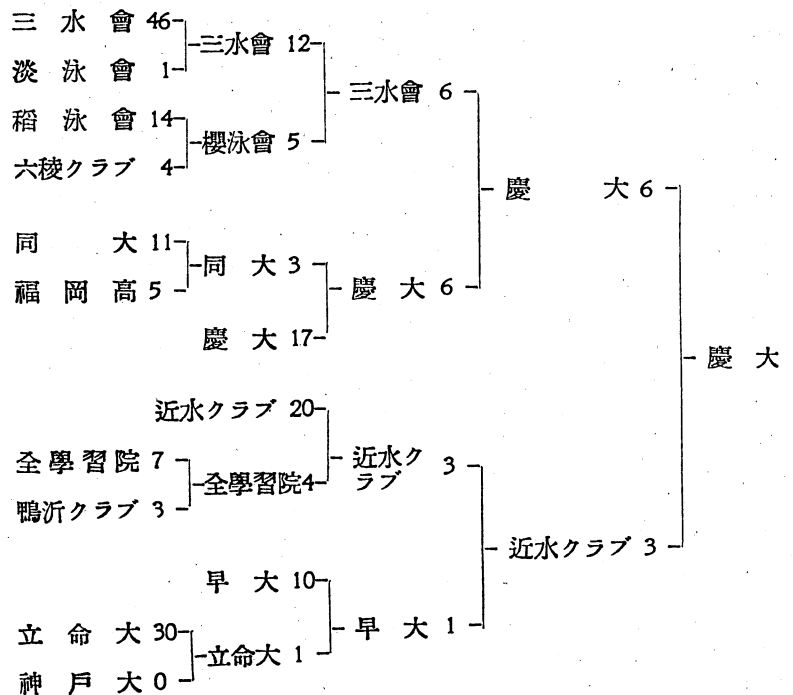 三水會 46
三水會 12
淡泳會 1
三水會 6
稻泳會 14
櫻泳會 5
六稜クラブ 4
慶大 6
同大 11
同大 3
福岡高 5
慶大 6
慶大 17
慶大
近水クラブ 20
近水ク
ラブ 3
全學習院 7
全學習院4
鴨沂クラブ 3
近水クラブ 3
早大 10
早大 1
立命大 30
立命大 1
神戸大 0